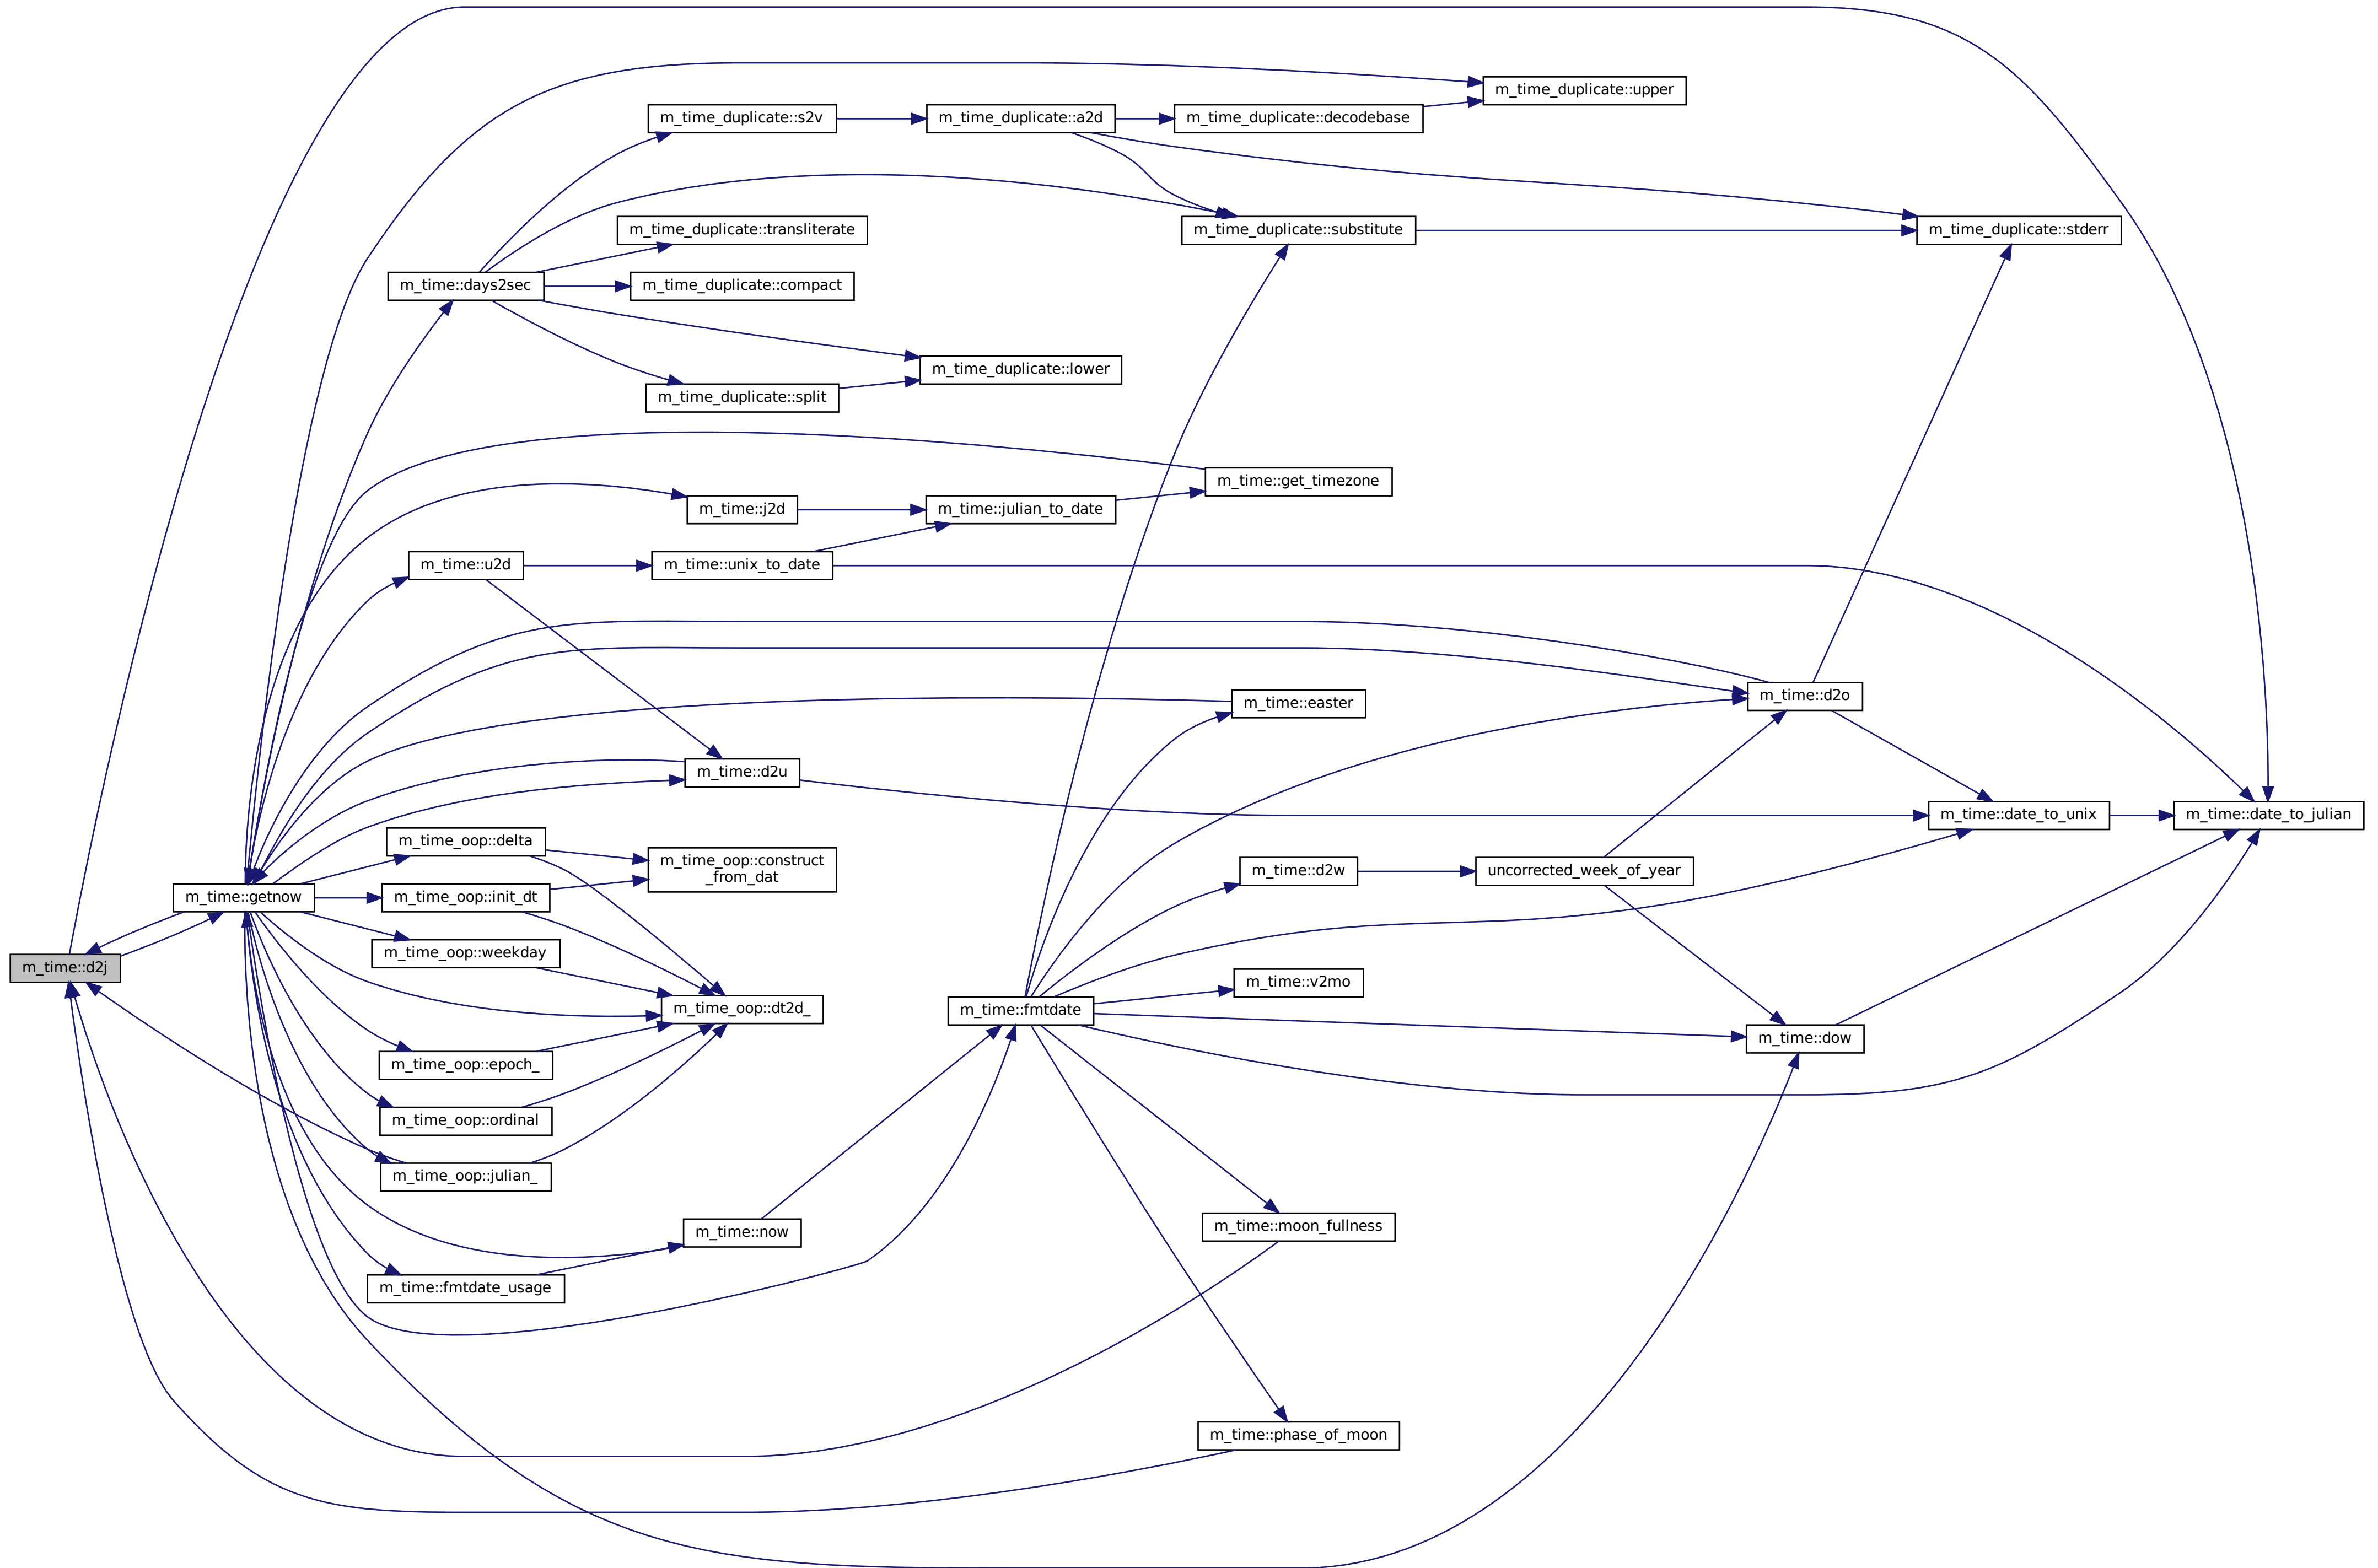 m_time_duplicate::upper
m_time_duplicate::s2v
m_time_duplicate::a2d
m_time_duplicate::decodebase
m_time_duplicate::transliterate
m_time_duplicate::substitute
m_time_duplicate::stderr
m_time::days2sec
m_time_duplicate::compact
m_time_duplicate::lower
m_time_duplicate::split
m_time::get_timezone
m_time::j2d
m_time::julian_to_date
m_time::u2d
m_time::unix_to_date
m_time::d2o
m_time::easter
m_time::d2u
m_time::date_to_unix
m_time::date_to_julian
m_time_oop::delta
m_time_oop::construct
_from_dat
m_time::d2w
uncorrected_week_of_year
m_time::getnow
m_time_oop::init_dt
m_time_oop::weekday
m_time::d2j
m_time::v2mo
m_time_oop::dt2d_
m_time::fmtdate
m_time::dow
m_time_oop::epoch_
m_time_oop::ordinal
m_time_oop::julian_
m_time::moon_fullness
m_time::now
m_time::fmtdate_usage
m_time::phase_of_moon